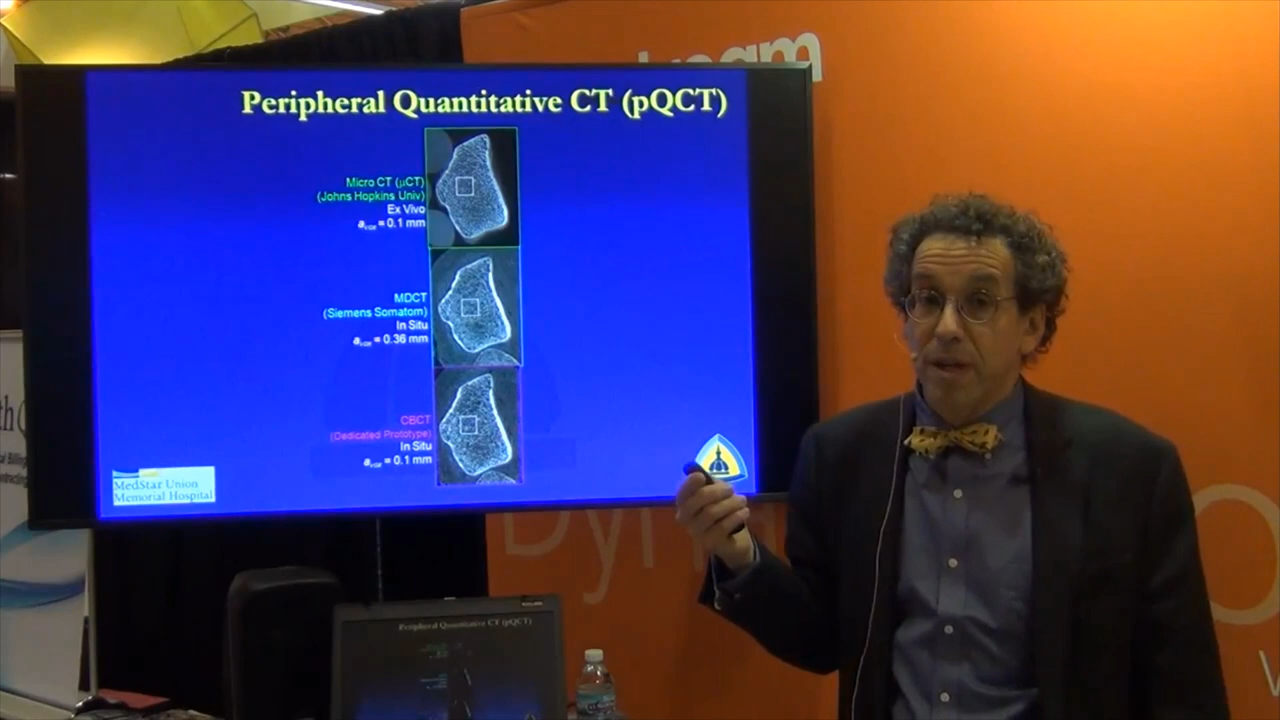 Peripheral Quantitative CT (pQCT)
Micro CT (μCT)
(Johns Hopkins Univ)
Ex Vivo
= 0.1 mm
MDCT
(Siemens Somatom)
In Situ
= 0.36 mm
CBCT
(Dedicated Prototype)
In Situ
= 0.1 mm
MedStar Union
Memorial Hospital
Peripheral Quantitative CT (pQCT)